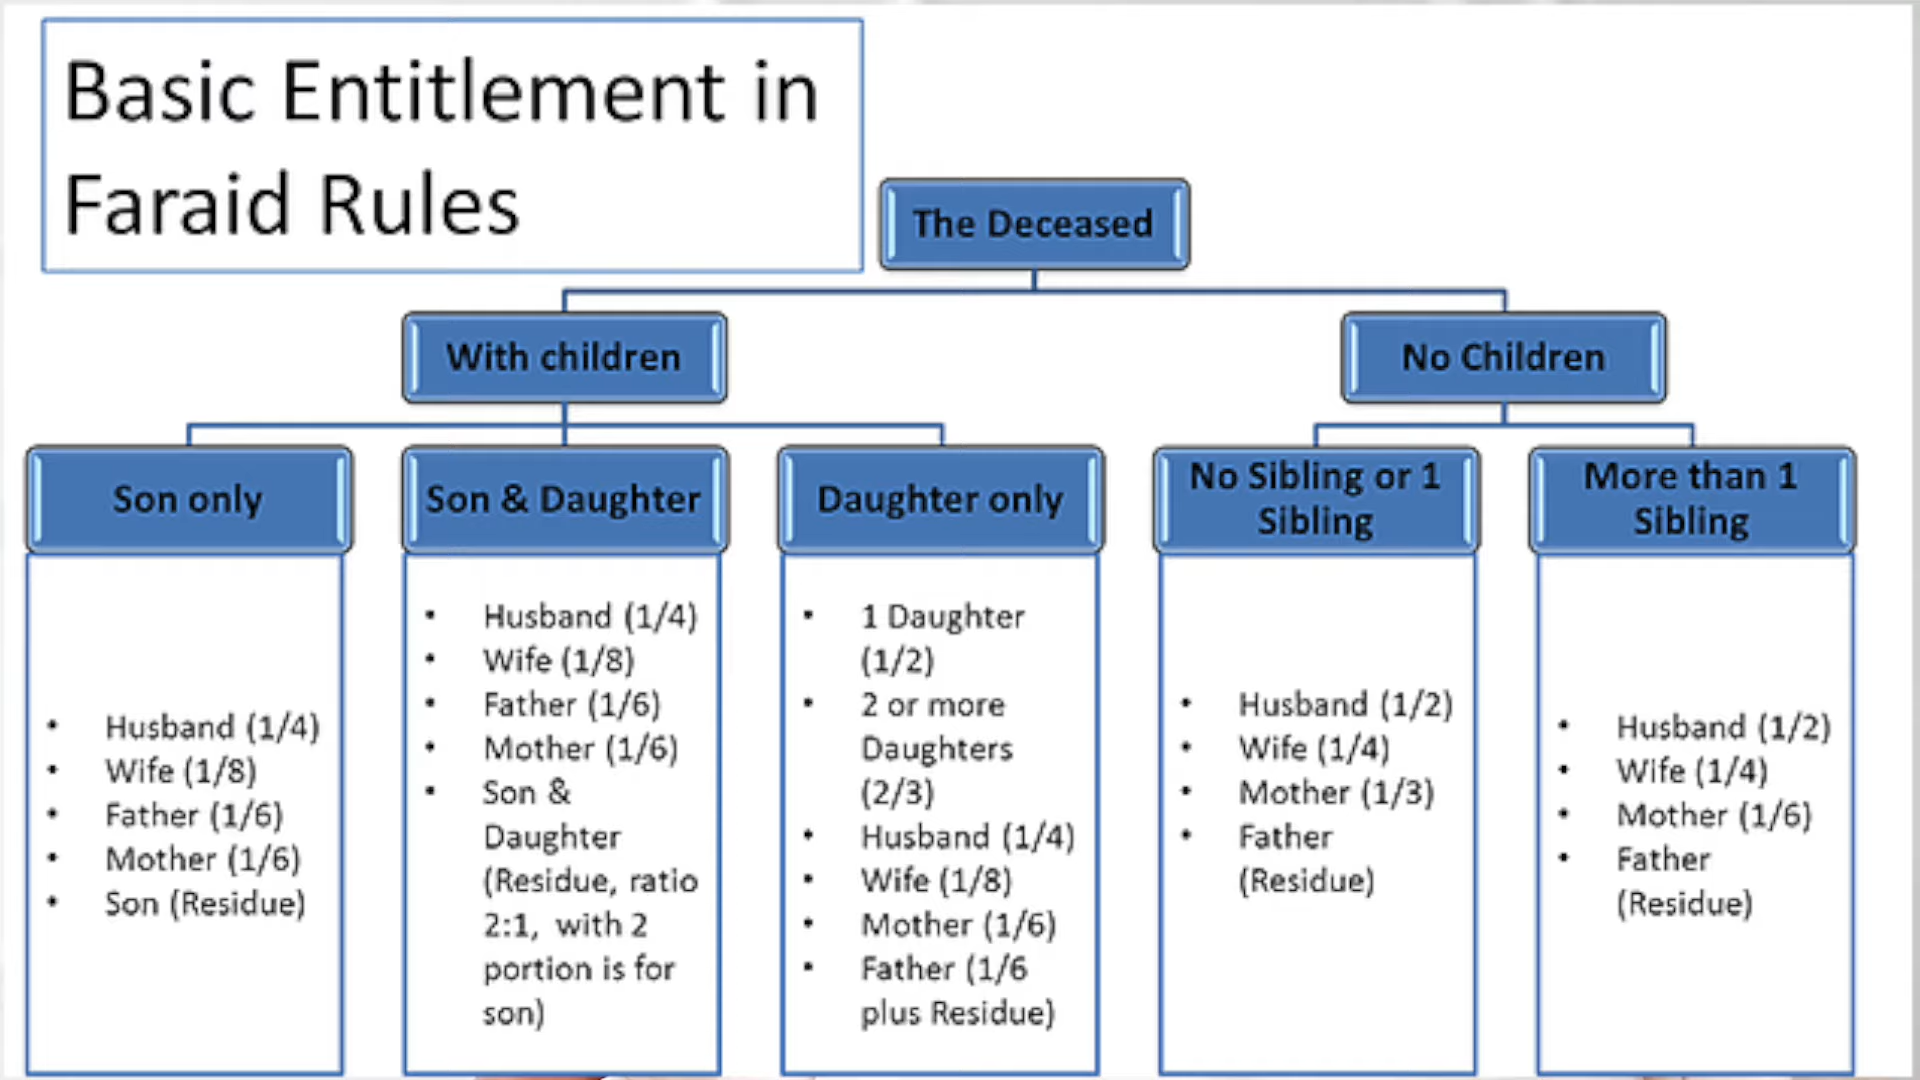 Basic Entitlement in
Faraid Rules
The Deceased
With children
No Children
Son only
• Husband (1/4)
• Wife (1/8)
• Father (1/6)
• Mother (1/6)
• Son (Residue)
Son & Daughter
• Husband (1/4)
• Wife (1/8)
• Father (1/6)
• Mother (1/6)
• Son &
Daughter
(Residue, ratio
2:1, with 2
portion is for
son)
Daughter only
• 1 Daughter
(1/2)
• 2 or more
Daughters
(2/3)
• Husband (1/4)
• Wife (1/8)
• Mother (1/6)
• Father (1/6
plus Residue)
No Sibling or 1
Sibling
• Husband (1/2)
• Wife (1/4)
• Mother (1/3)
• Father
(Residue)
More than 1
Sibling
• Husband (1/2)
• Wife (1/4)
• Mother (1/6)
• Father
(Residue)